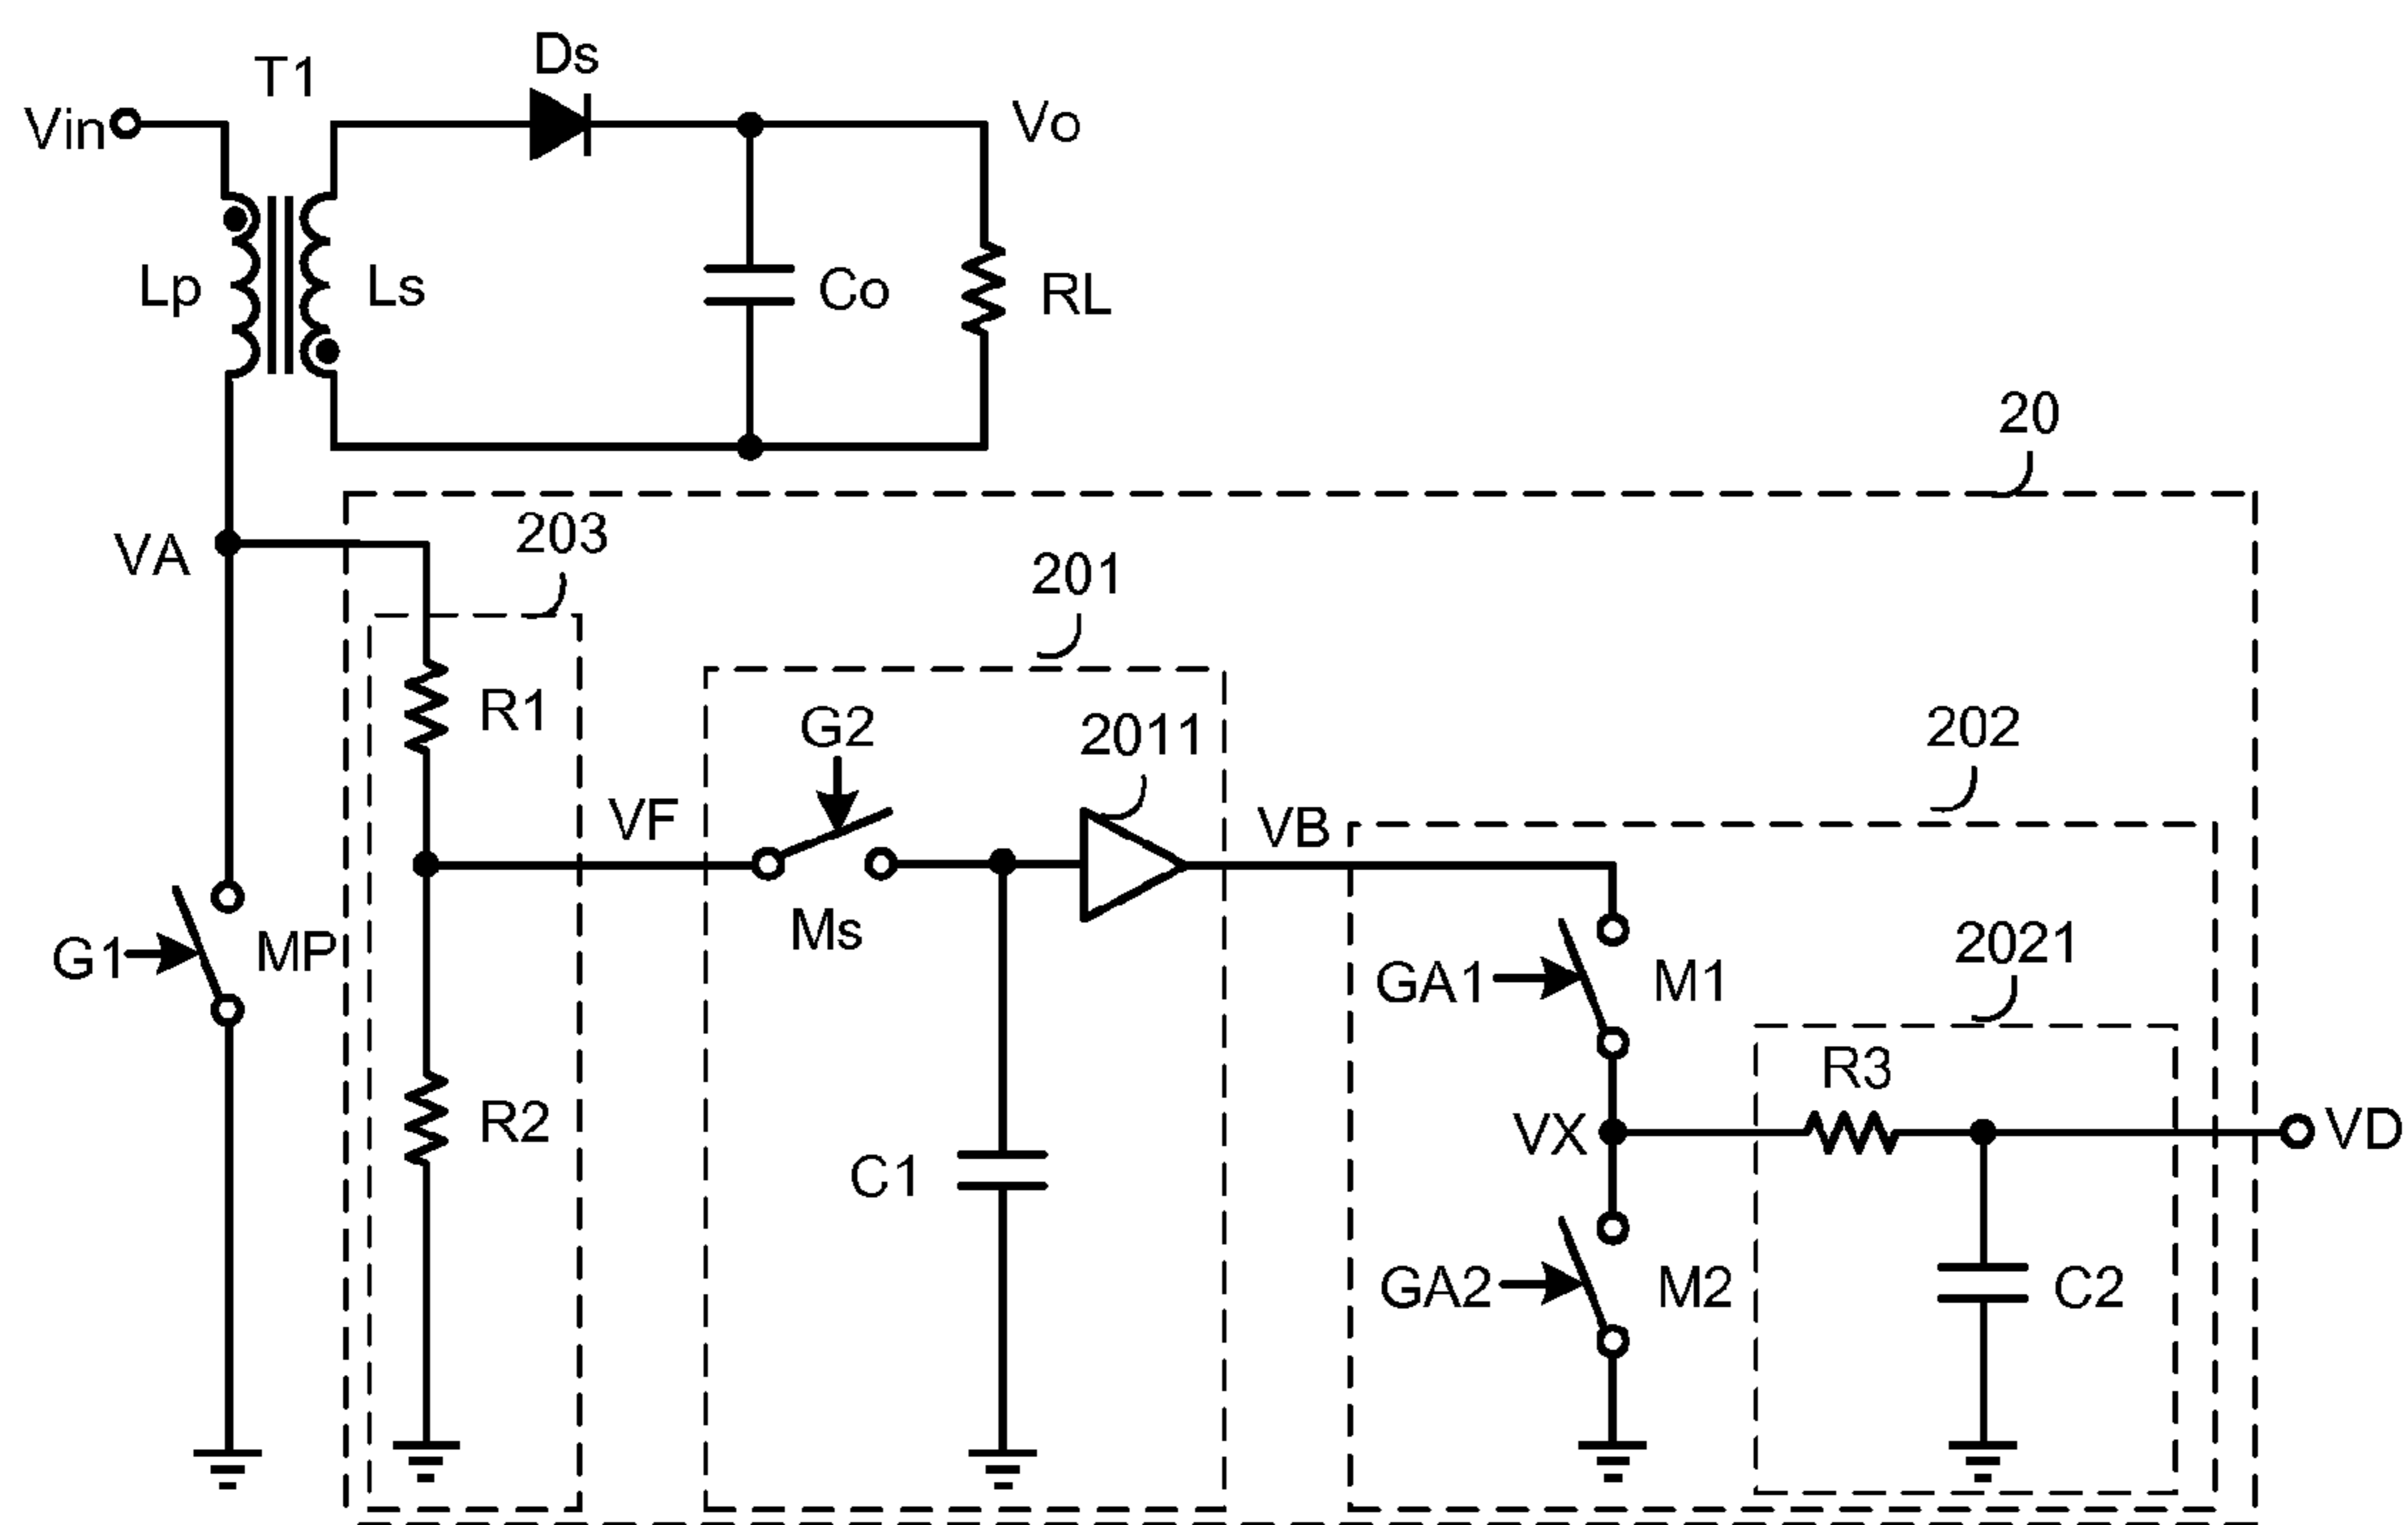 T1
Ds
Vin
Vo
Lp
Ls
Co
RL
20
VA
203
201
R1
G2
2011
202
VF
VB
Ms
G1
MP
GA1
M1
2021
R3
R2
C1
VX
VD
GA2
M2
C2